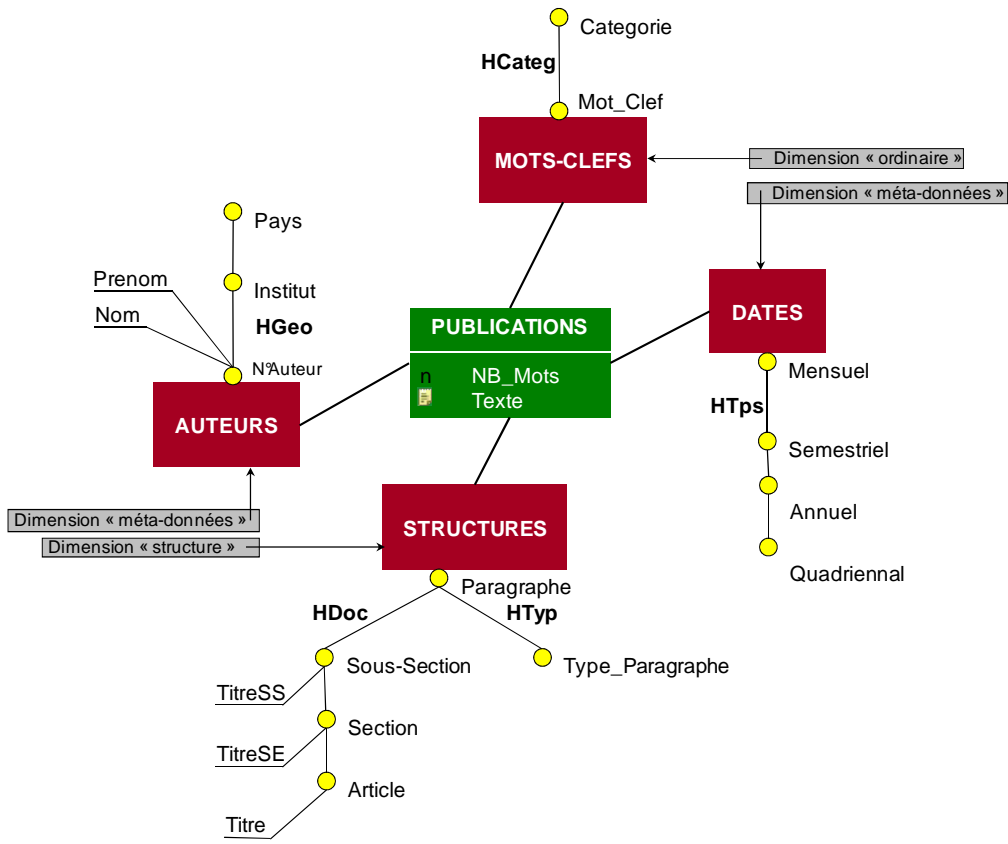 Categorie
HCateg
Mot_Clef
MOTS-CLEFS
Dimension « ordinaire »
Dimension « méta-données »
Pays
Prenom
Institut
Nom
HGeo
N°Auteur
AUTEURS
PUBLICATIONS
n NB_Mots
Texte
DATES
Mensuel
HTps
Semestriel
Annuel
Quadriennal
Dimension « méta-données »
Dimension « structure »
STRUCTURES
Paragraphe
HDoc
HTyp
Sous-Section
Type_Paragraphe
TitreSS
Section
TitreSE
Article
Titre